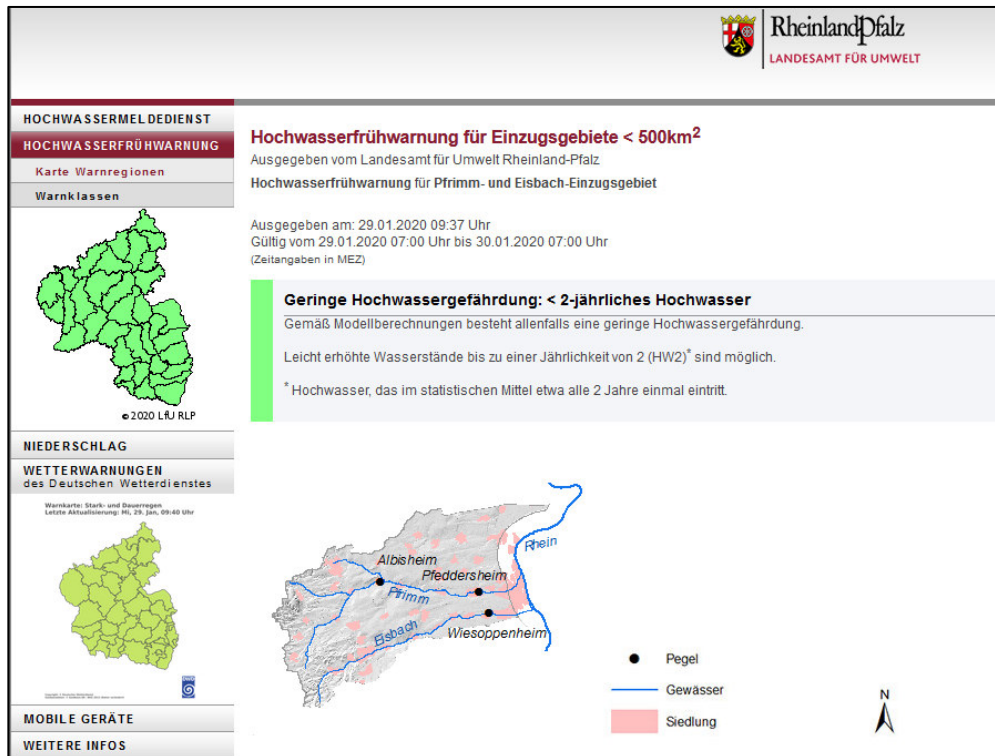 RheinlandPfalz
LANDESAMT FÜR UMWELT
HOCHWASSERMELDEDIENST
HOCHWASSERFRÜHWARNUNG
Karte Warnregionen
Warnklassen
© 2020 LfU RLP
NIEDERSCHLAG
WETTERWARNUNGEN
des Deutschen Wetterdienstes
Warnkarte: Stark- und Dauerregen
Letzte Aktualisierung: Mi, 29. Jan, 09:40 Uhr
DWD
MOBILE GERÄTE
WEITERE INFOS
Hochwasserfrühwarnung für Einzugsgebiete < 500km²
Ausgegeben vom Landesamt für Umwelt Rheinland-Pfalz
Hochwasserfrühwarnung für Pfrimm- und Eisbach-Einzugsgebiet
Ausgegeben am: 29.01.2020 09:37 Uhr
Gültig vom 29.01.2020 07:00 Uhr bis 30.01.2020 07:00 Uhr
(Zeitangaben in MEZ)
Geringe Hochwassergefährdung: < 2-jährliches Hochwasser
Gemäß Modellberechnungen besteht allenfalls eine geringe Hochwassergefährdung.
Leicht erhöhte Wasserstände bis zu einer Jährlichkeit von 2 (HW2)* sind möglich.
* Hochwasser, das im statistischen Mittel etwa alle 2 Jahre einmal eintritt.
Rhein
Albisheim
Pfeddersheim
Pfrimm
Eisbach
Wiesoppenheim
Pegel
Gewässer
Siedlung
N